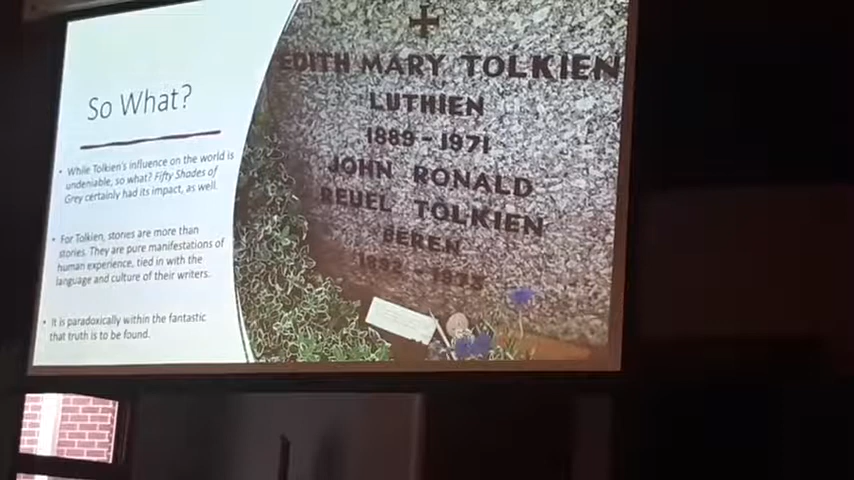 So What?
• While Tolkien's influence on the world is
undeniable, so what? Fifty Shades of
Grey certainly had its impact, as well.
• For Tolkien, stories are more than
stories. They are pure manifestations of
human experience, tied in with the
language and culture of their writers.
• It is paradoxically within the fantastic
that truth is to be found.
EDITH MARY TOLKIEN
LUTHIEN
1889 - 1971
JOHN RONALD
REUEL TOLKIEN
BEREN
1892 - 1973